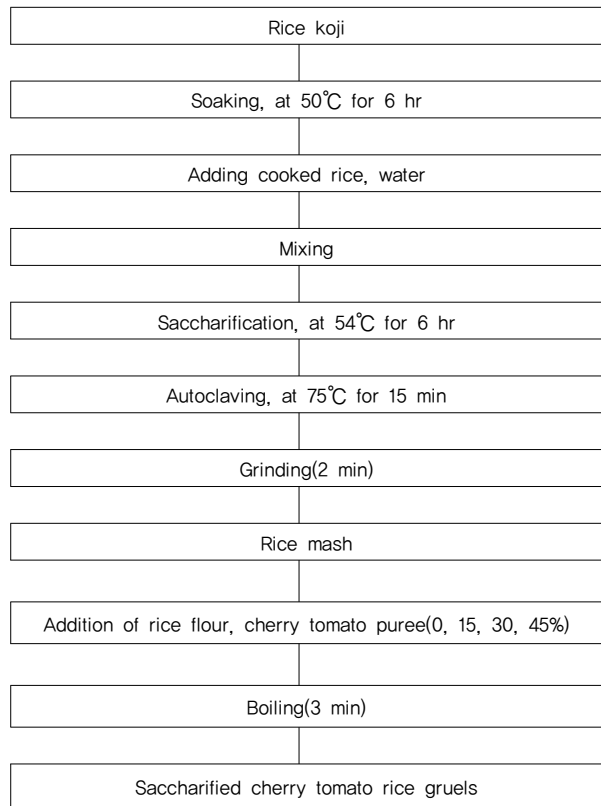 Rice koji
Soaking, at 50℃ for 6 hr
Adding cooked rice, water
Mixing
Saccharification, at 54℃ for 6 hr
Autoclaving, at 75℃ for 15 min
Grinding(2 min)
Rice mash
Addition of rice flour, cherry tomato puree(0, 15, 30, 45%)
Boiling(3 min)
Saccharified cherry tomato rice gruels